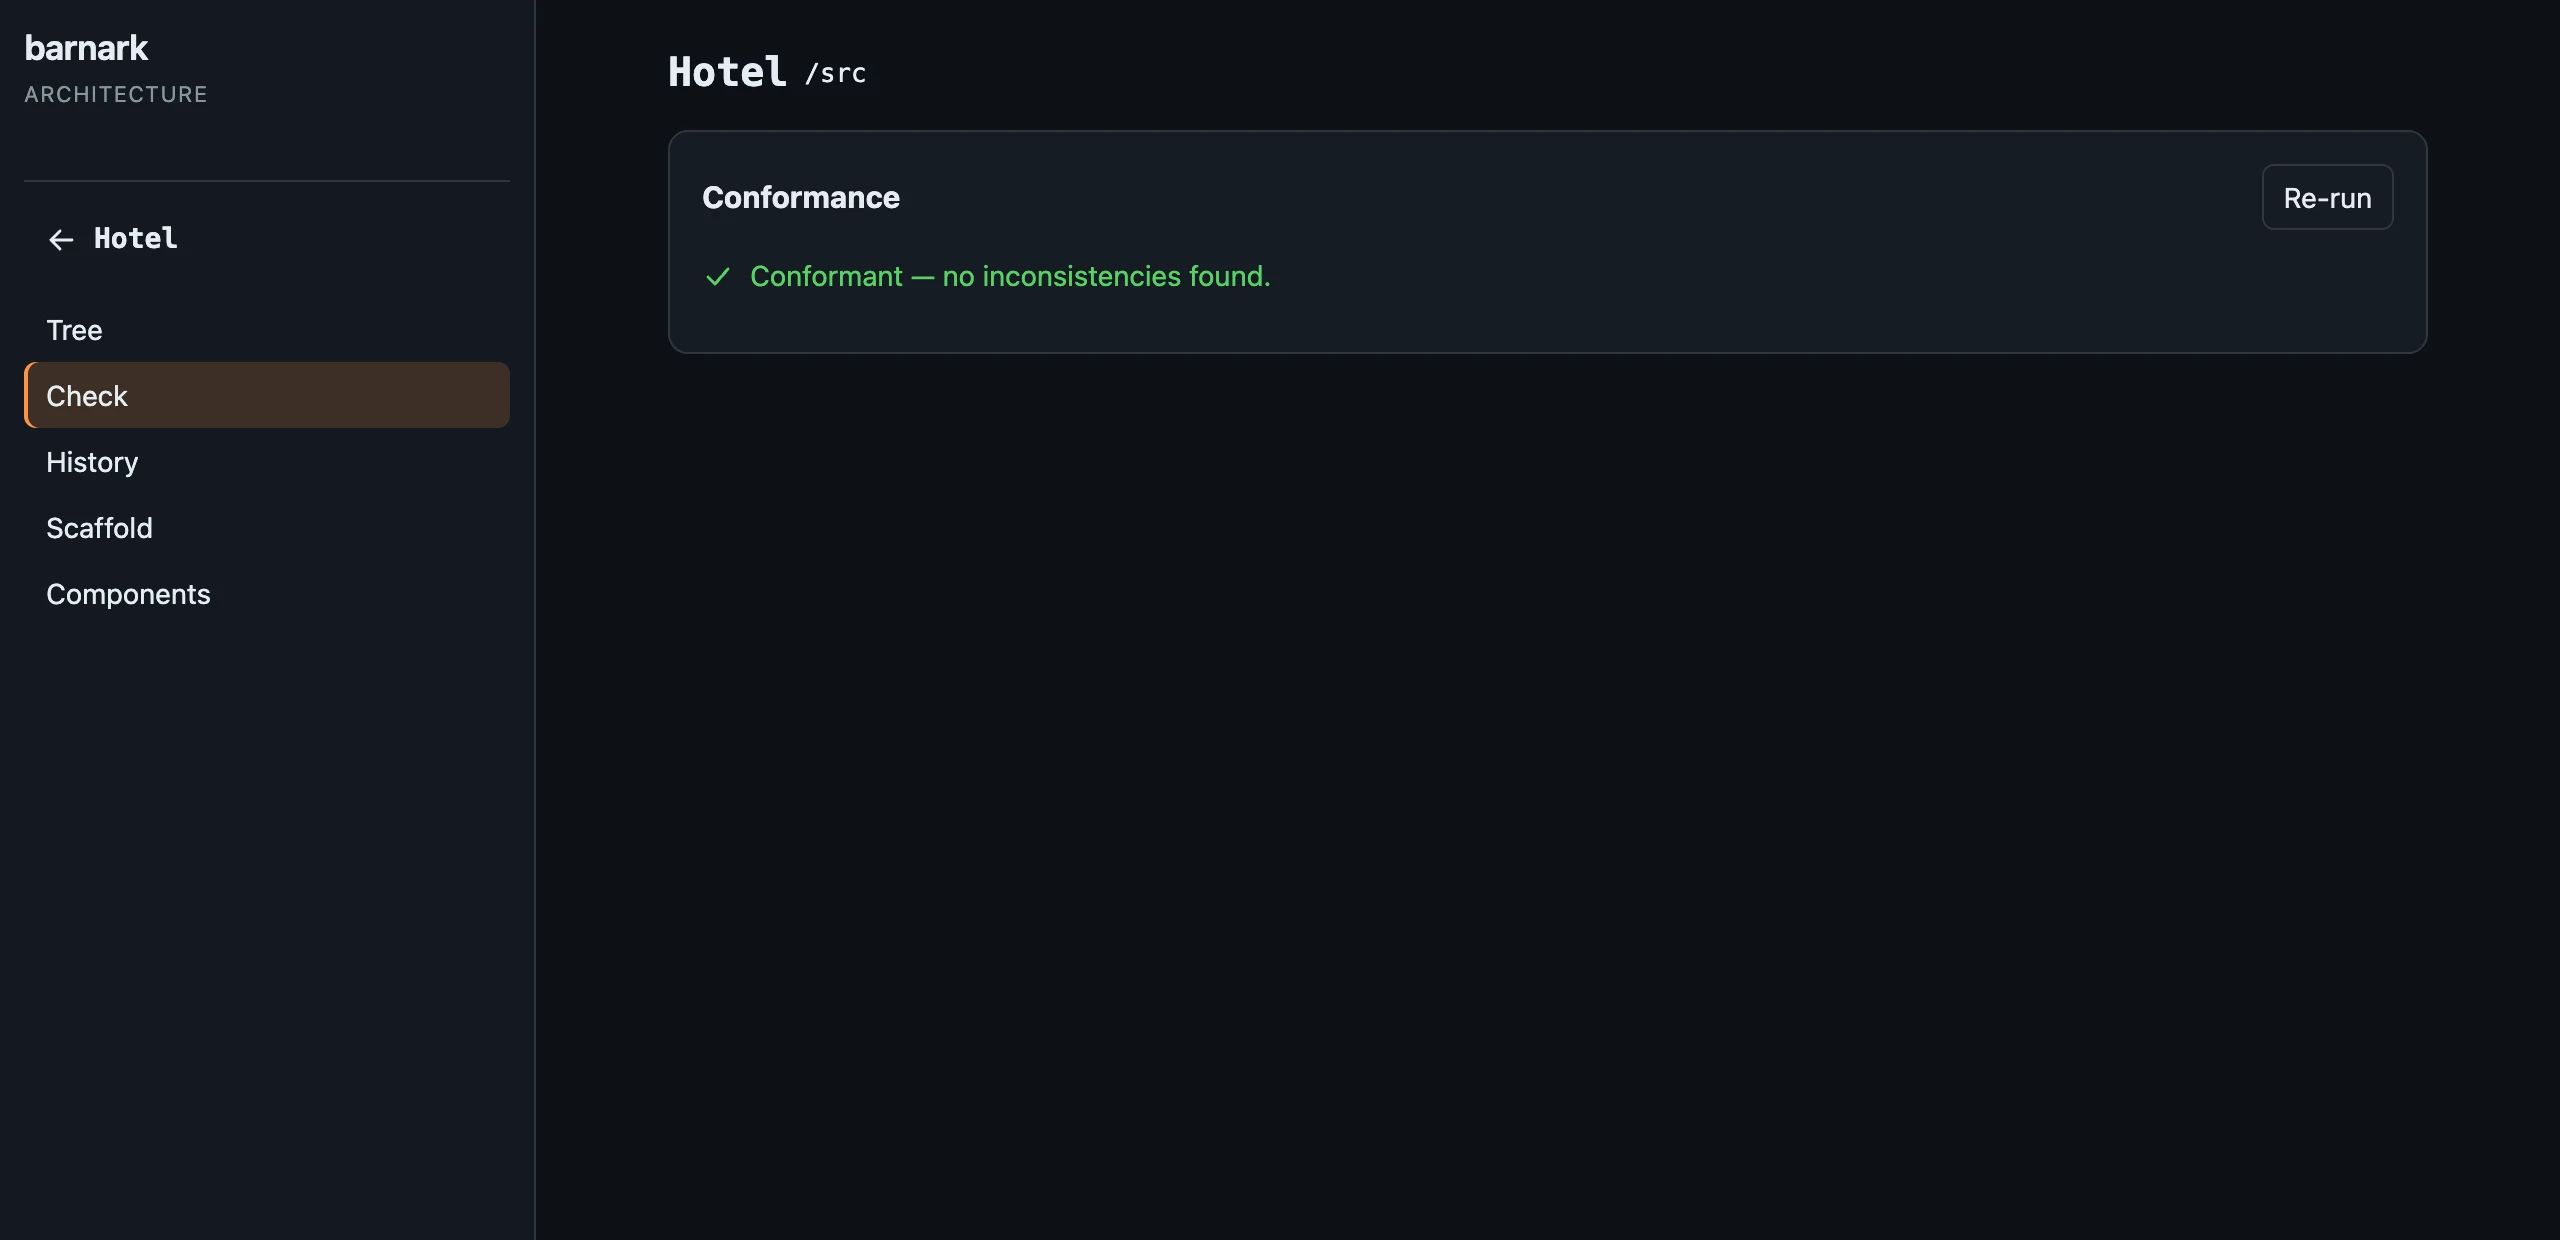 barnark
ARCHITECTURE
← Hotel
Tree
Check
History
Scaffold
Components
Hotel /src
Conformance
Re-run
✓ Conformant — no inconsistencies found.